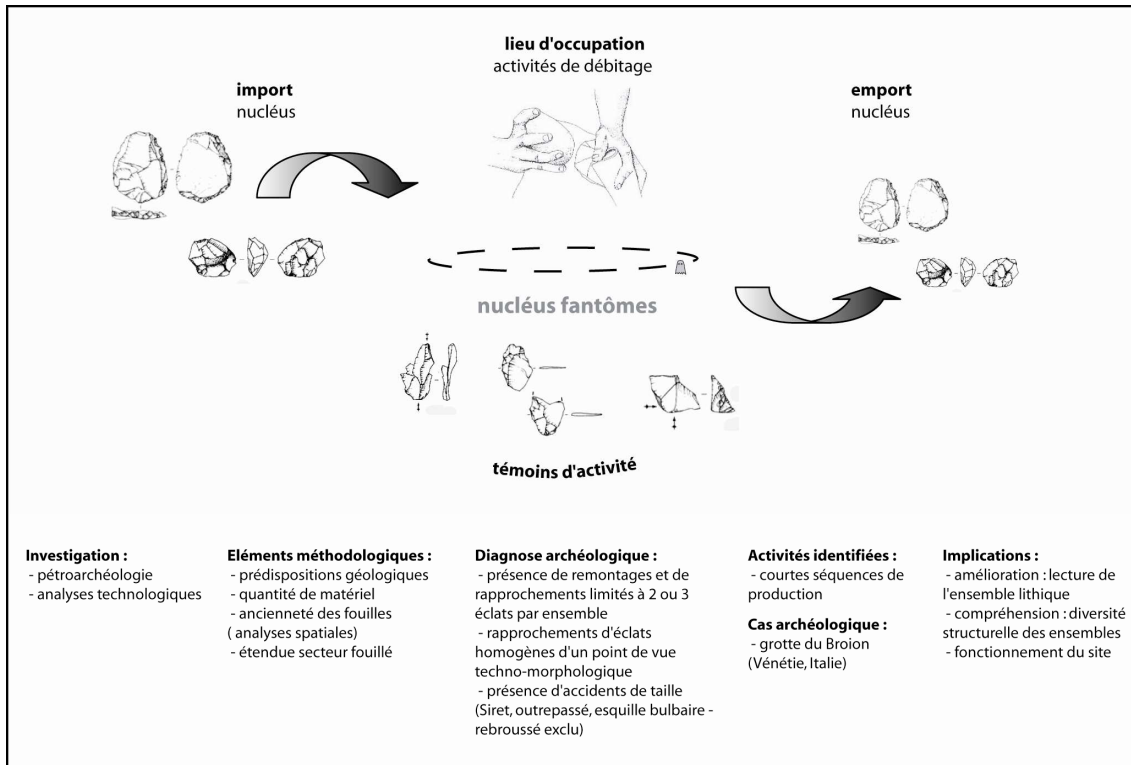 lieu d'occupation
activités de débitage
import
nucléus
emport
nucléus
nucléus fantômes
témoins d'activité
Investigation :
- pétroarchéologie
- analyses technologiques
Eléments méthodologiques :
- prédispositions géologiques
- quantité de matériel
- ancienneté des fouilles
( analyses spatiales)
- étendue secteur fouillé
Diagnose archéologique :
- présence de remontages et de
rapprochements limités à 2 ou 3
éclats par ensemble
- rapprochements d'éclats
homogènes d'un point de vue
techno-morphologique
- présence d'accidents de taille
(Siret, outrepassé, esquille bulbaire -
rebroussé exclu)
Activités identifiées :
- courtes séquences de
production
Cas archéologique :
- grotte du Broion
(Vénétie, Italie)
Implications :
- amélioration : lecture de
l'ensemble lithique
- compréhension : diversité
structurelle des ensembles
- fonctionnement du site